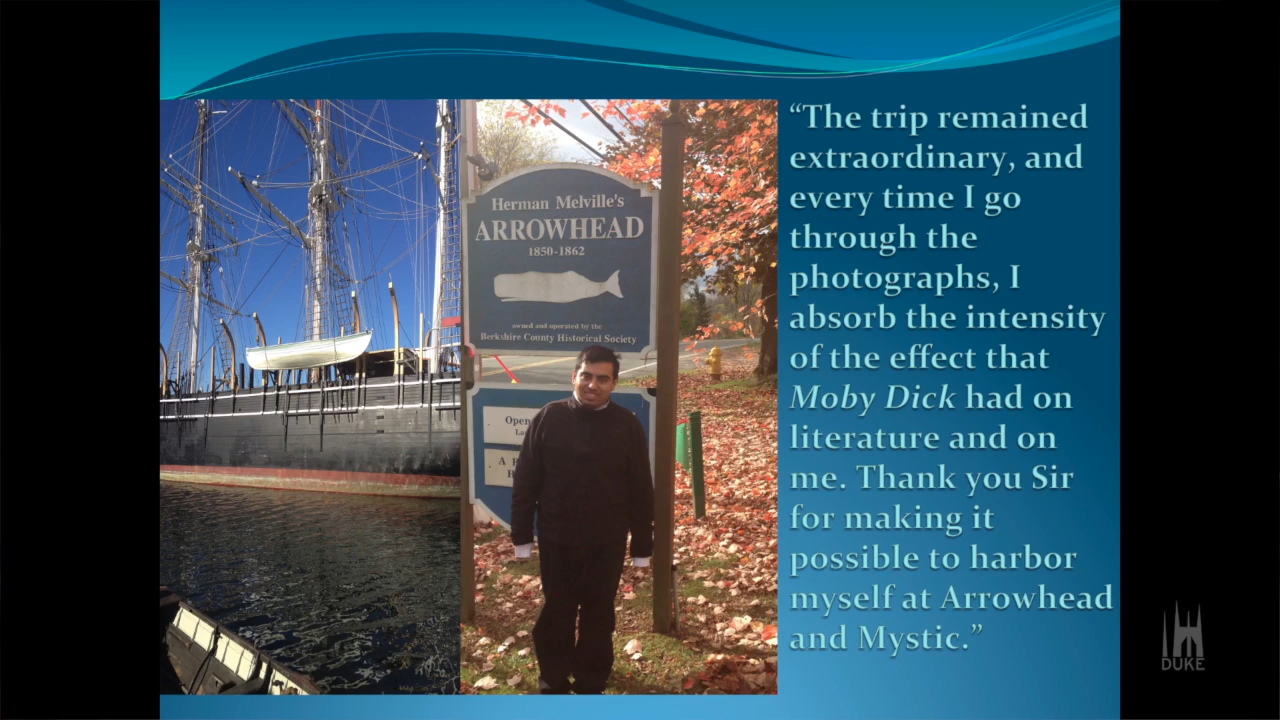 Herman Melville's
ARROWHEAD
1850-1862
owned and operated by the
Berkshire County Historical Society
Open
A
“The trip remained
extraordinary, and
every time I go
through the
photographs, I
absorb the intensity
of the effect that
Moby Dick had on
literature and on
me. Thank you Sir
for making it
possible to harbor
myself at Arrowhead
and Mystic.”
DUKE